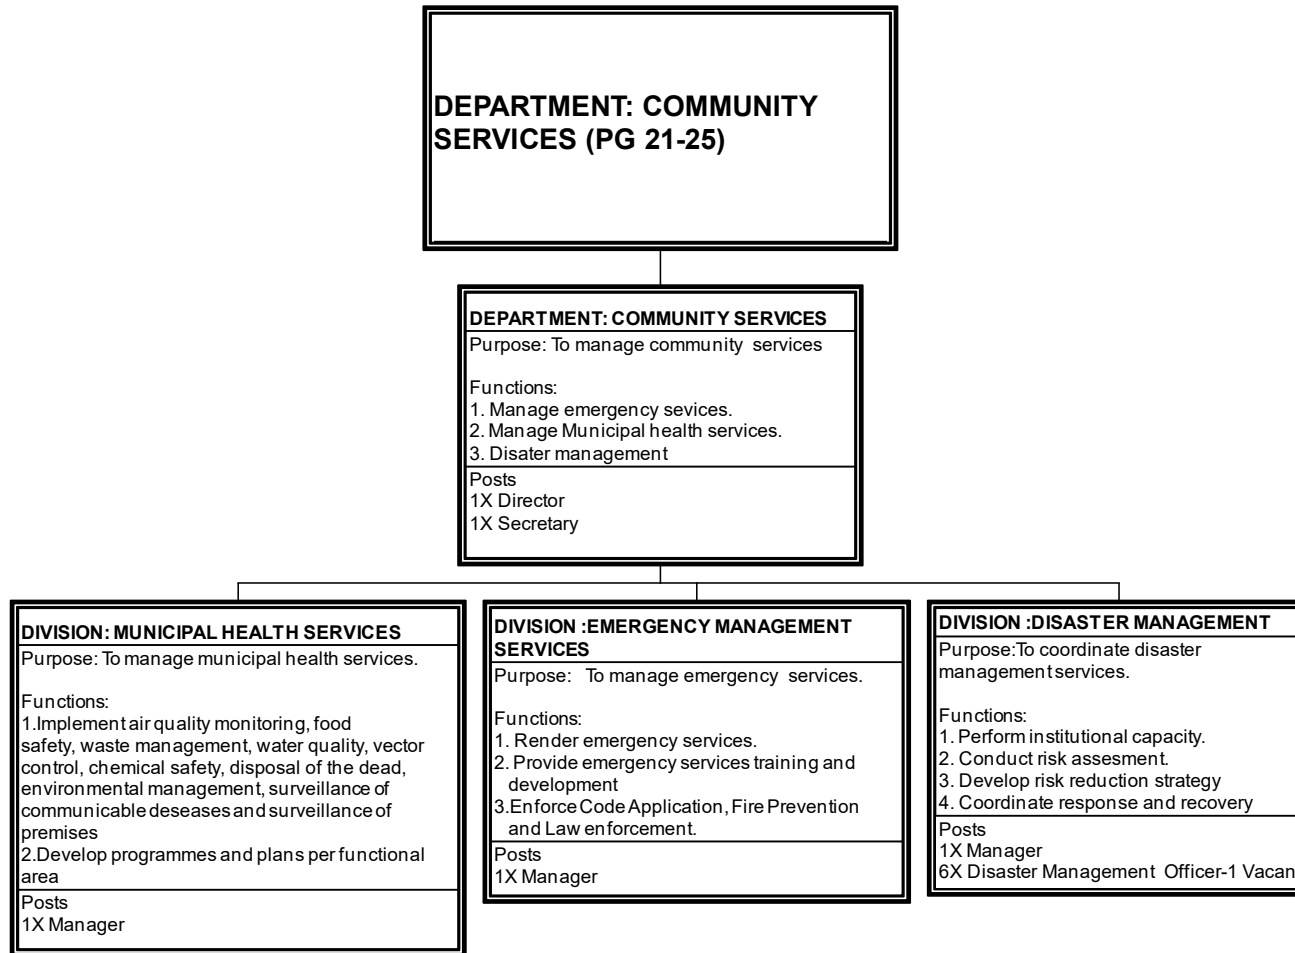 DEPARTMENT: COMMUNITY
SERVICES (PG 21-25)
DEPARTMENT: COMMUNITY SERVICES
Purpose: To manage community services
Functions:
1. Manage emergency sevices.
2. Manage Municipal health services.
3. Disater management
Posts
1X Director
1X Secretary
DIVISION: MUNICIPAL HEALTH SERVICES
Purpose: To manage municipal health services.
Functions:
1.Implement air quality monitoring, food
safety, waste management, water quality, vector
control, chemical safety, disposal of the dead,
environmental management, surveillance of
communicable deseases and surveillance of
premises
2.Develop programmes and plans per functional
area
Posts
1X Manager
DIVISION :EMERGENCY MANAGEMENT
SERVICES
Purpose: To manage emergency services.
Functions:
1. Render emergency services.
2. Provide emergency services training and
development
3.Enforce Code Application, Fire Prevention
and Law enforcement.
Posts
1X Manager
DIVISION :DISASTER MANAGEMENT
Purpose:To coordinate disaster
management services.
Functions:
1. Perform institutional capacity.
2. Conduct risk assesment.
3. Develop risk reduction strategy
4. Coordinate response and recovery
Posts
1X Manager
6X Disaster Management Officer-1 Vacan